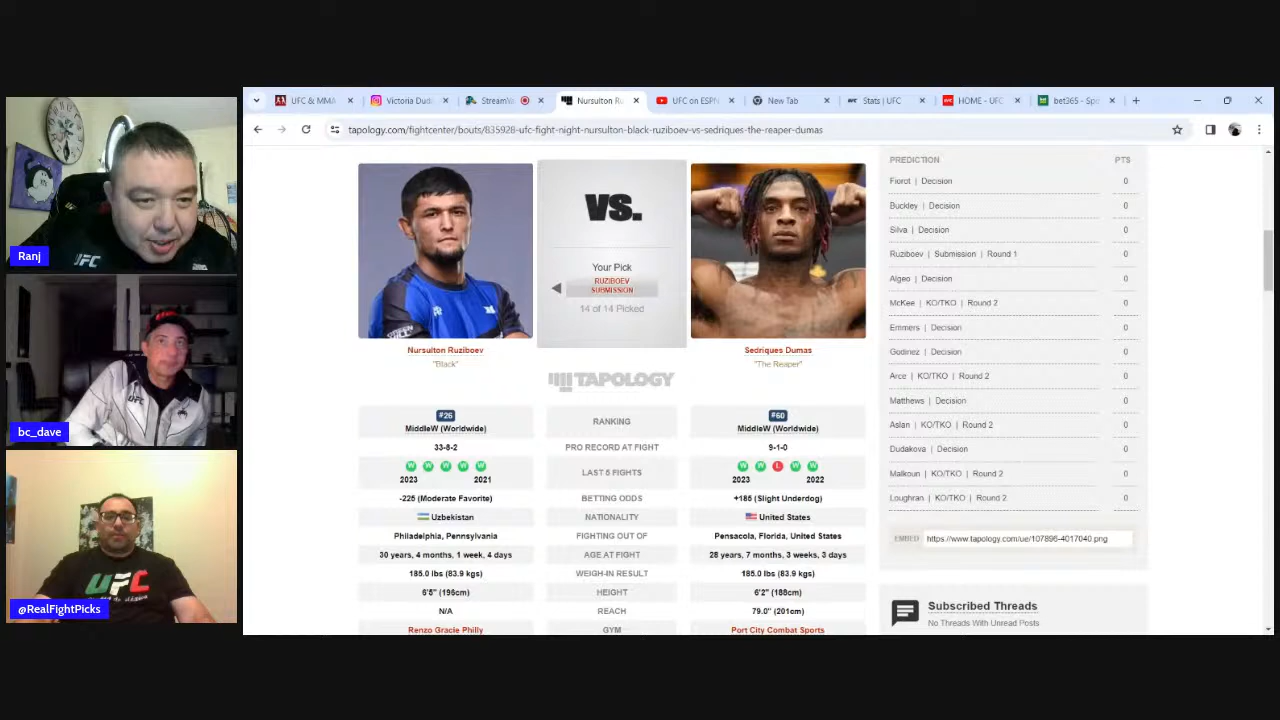 Ranj
UFC
bc_dave
UFC
@RealFightPicks
UFC
UFC & MMA
Victoria Dud
StreamYa
Nursulton Ru
UFC on ESPN
New Tab
Stats | UFC
HOME - UFC
bet365 - Spo
tapology.com/fightcenter/bouts/835928-ufc-fight-night-nursulton-black-ruziboev-vs-sedriques-the-reaper-dumas
VS.
Your Pick
RUZIBOEV
SUBMISSION
14 of 14 Picked
Nursulton Ruziboev
"Black"
Sedriques Dumas
"The Reaper"
TAPOLOGY
#26
MiddleW (Worldwide)
RANKING
#60
MiddleW (Worldwide)
33-8-2
PRO RECORD AT FIGHT
9-1-0
W W W W W
2023 2021
LAST 5 FIGHTS
W W L W W
2023 2022
-225 (Moderate Favorite)
BETTING ODDS
+185 (Slight Underdog)
Uzbekistan
NATIONALITY
United States
Philadelphia, Pennsylvania
FIGHTING OUT OF
Pensacola, Florida, United States
30 years, 4 months, 1 week, 4 days
AGE AT FIGHT
28 years, 7 months, 3 weeks, 3 days
185.0 lbs (83.9 kgs)
WEIGH-IN RESULT
185.0 lbs (83.9 kgs)
6'5" (196cm)
HEIGHT
6'2" (188cm)
N/A
REACH
79.0" (201cm)
Renzo Gracie Philly
GYM
Port City Combat Sports
PREDICTION PTS
Fiorot | Decision 0
Buckley | Decision 0
Silva | Decision 0
Ruziboev | Submission | Round 1 0
Algeo | Decision 0
McKee | KO/TKO | Round 2 0
Emmers | Decision 0
Godinez | Decision 0
Arce | KO/TKO | Round 2 0
Matthews | Decision 0
Aslan | KO/TKO | Round 2 0
Dudakova | Decision 0
Malkoun | KO/TKO | Round 2 0
Loughran | KO/TKO | Round 2 0
EMBED https://www.tapology.com/ue/107895-4017040.png
Subscribed Threads
No Threads With Unread Posts